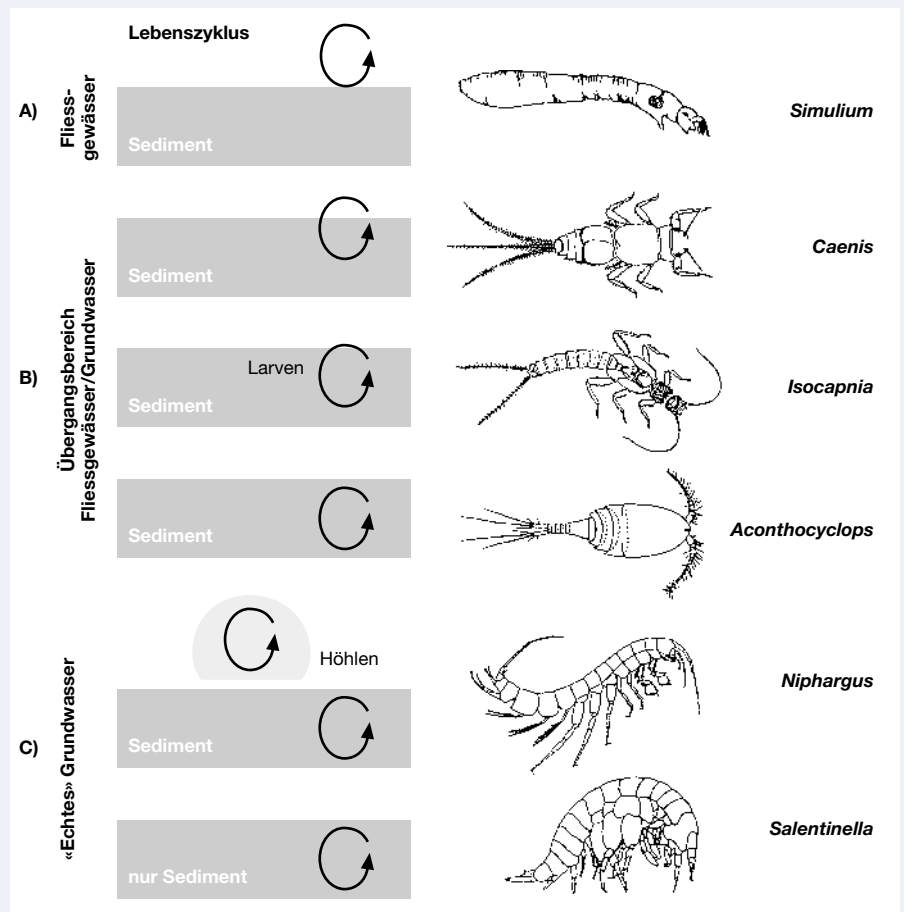 Lebenszyklus
A)
Fliess-
gewässer
Sediment
Simulium
Sediment
Caenis
B)
Übergangsbereich
Fliessgewässer/Grundwasser
Larven
Sediment
Isocapnia
Sediment
Aconthocyclops
C)
«Echtes» Grundwasser
Höhlen
Sediment
Niphargus
nur Sediment
Salentinella